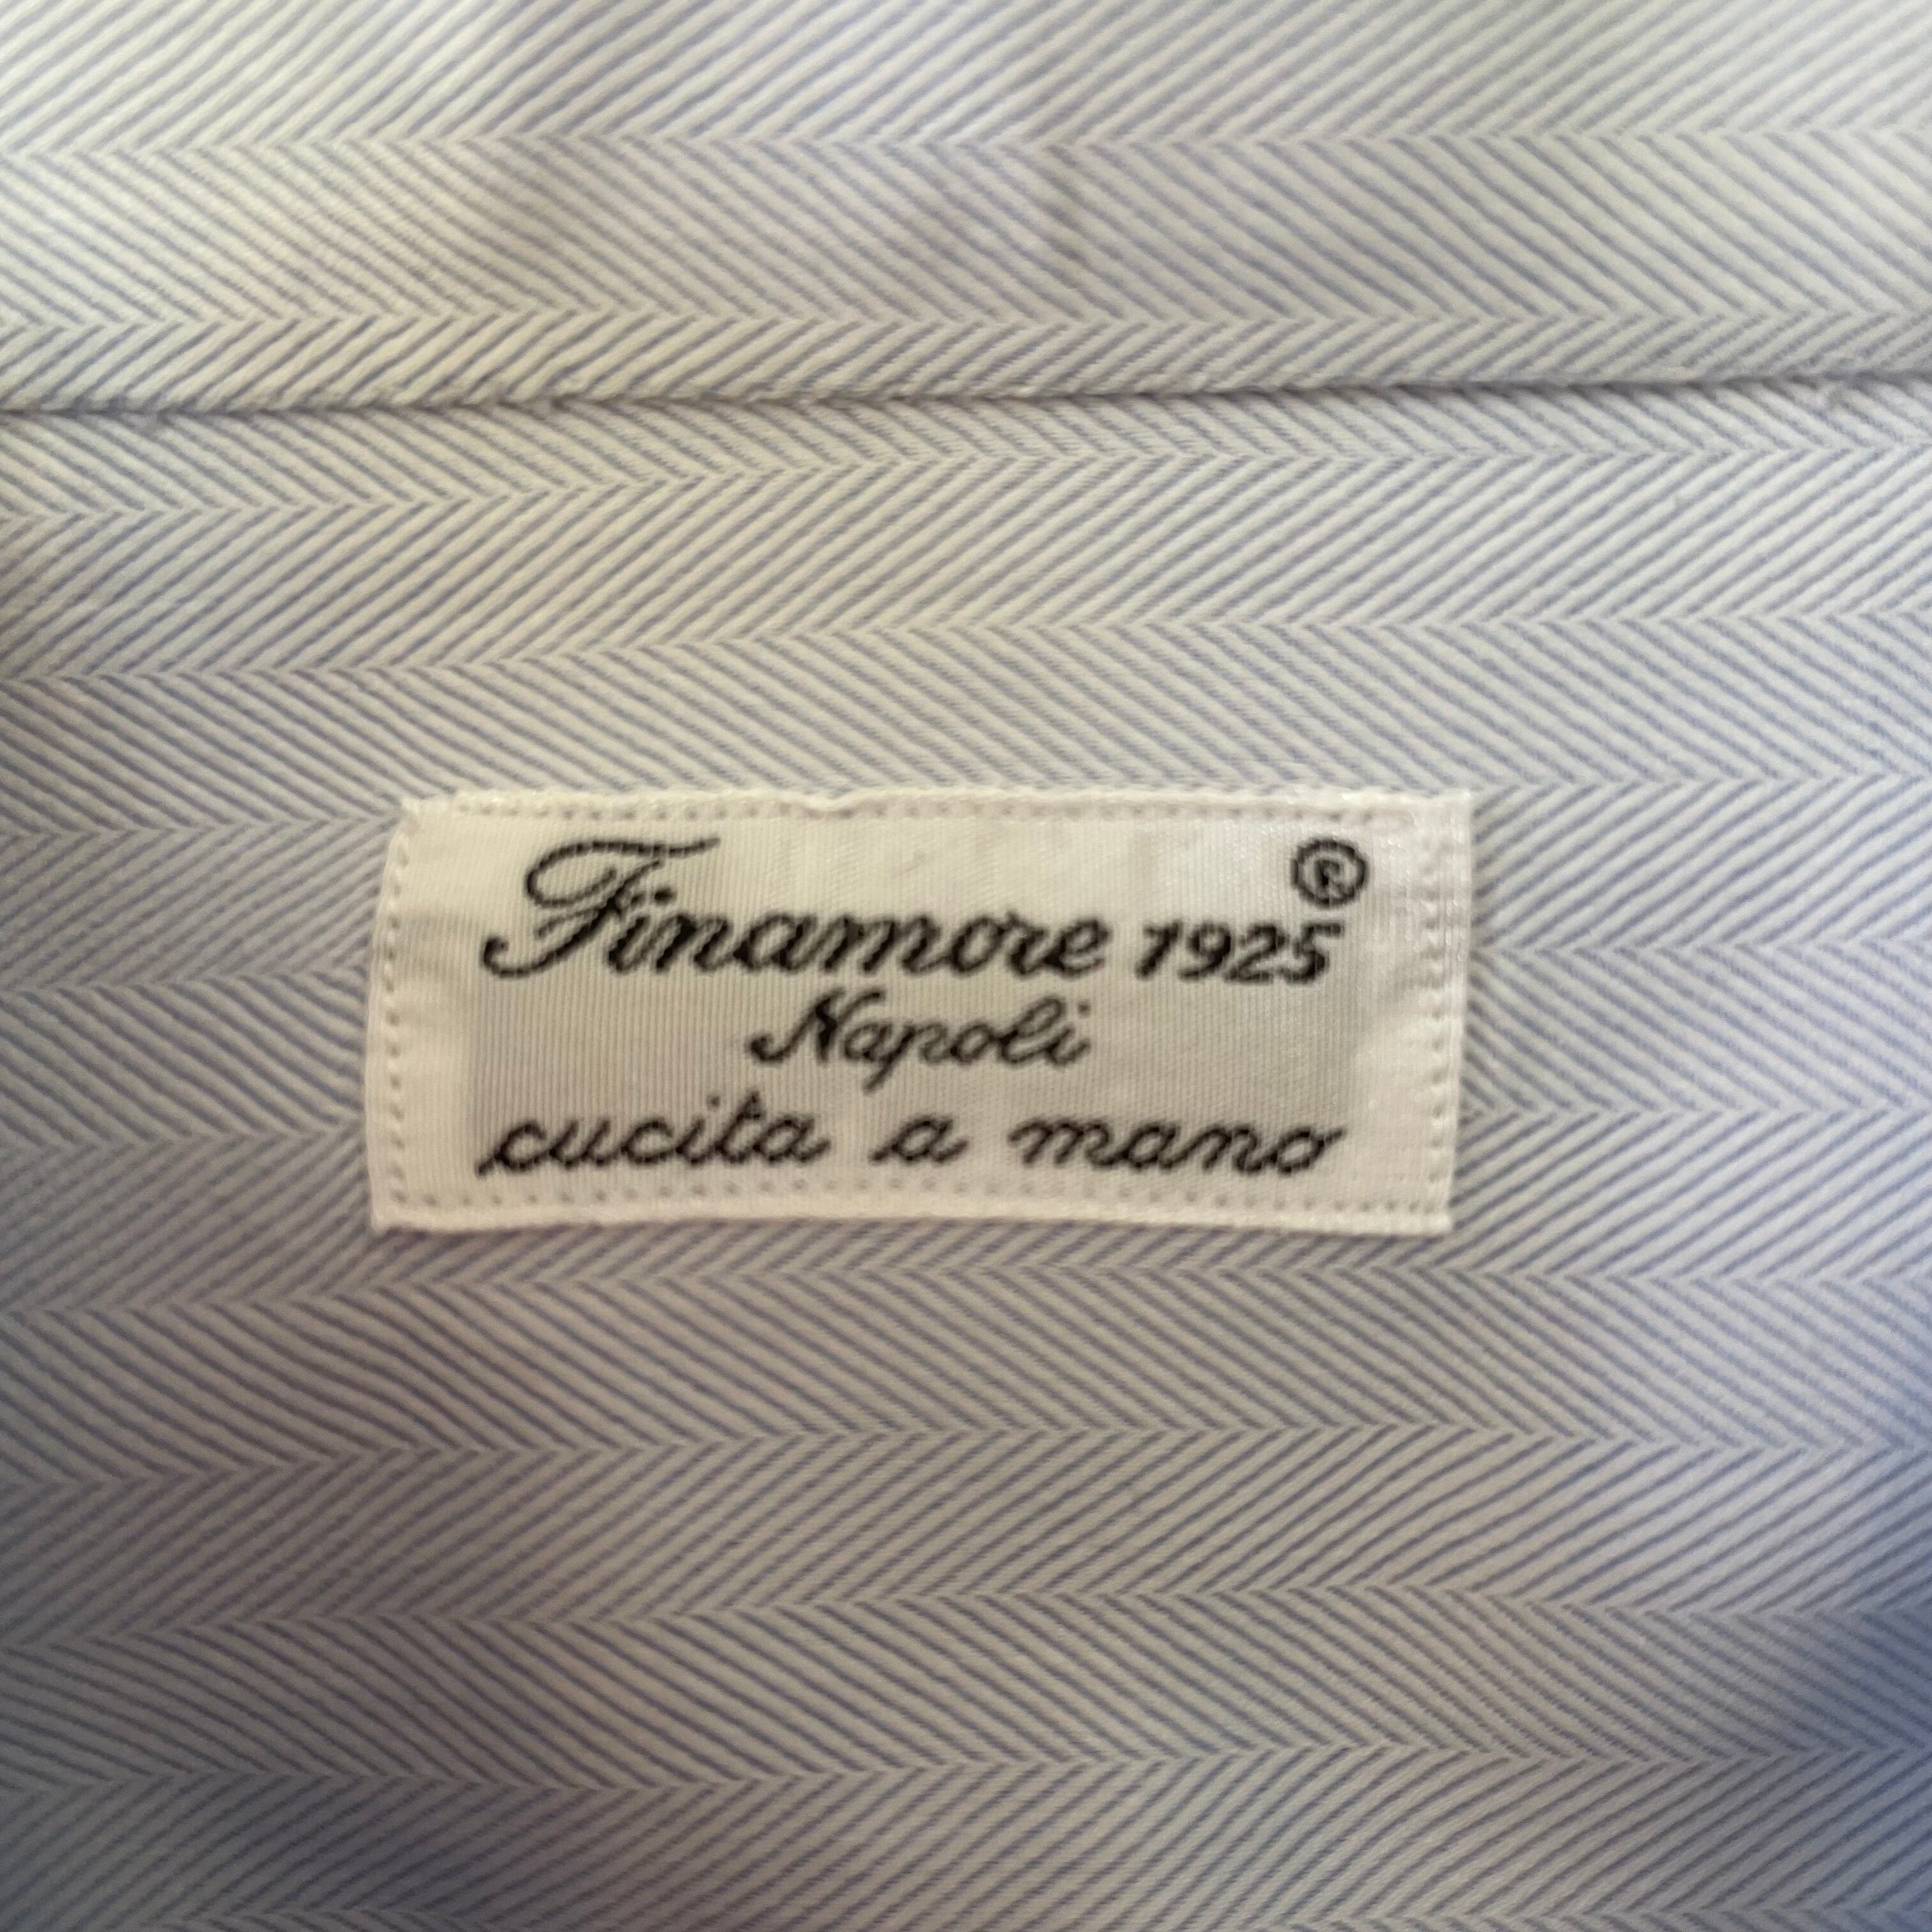 Finamore 1925®
Napoli
cucita a mano